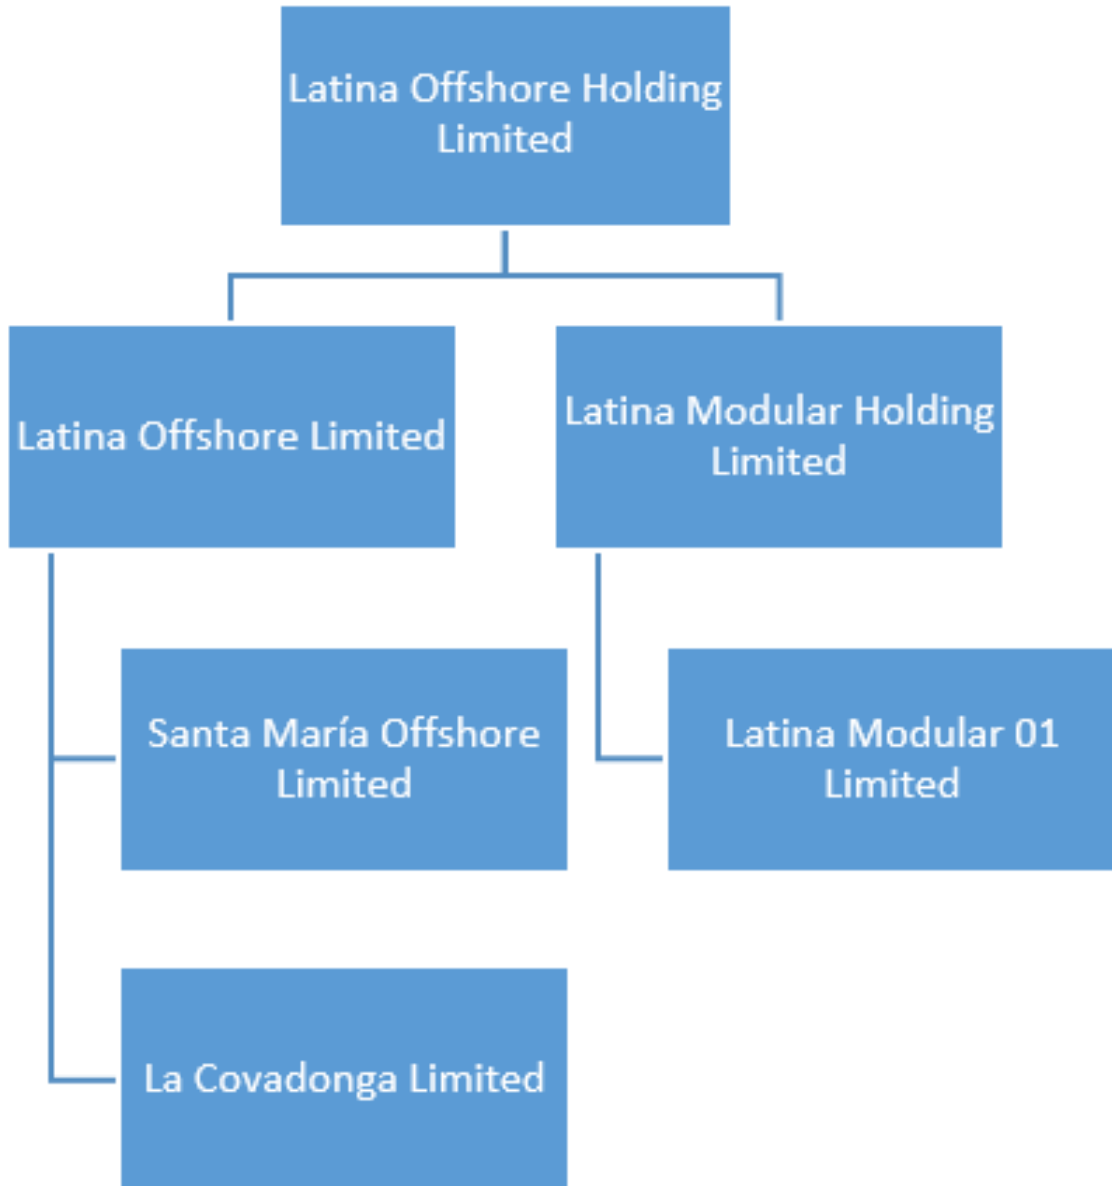 Latina Offshore Holding
Limited
Latina Offshore Limited
Latina Modular Holding
Limited
Santa María Offshore
Limited
Latina Modular 01
Limited
La Covadonga Limited